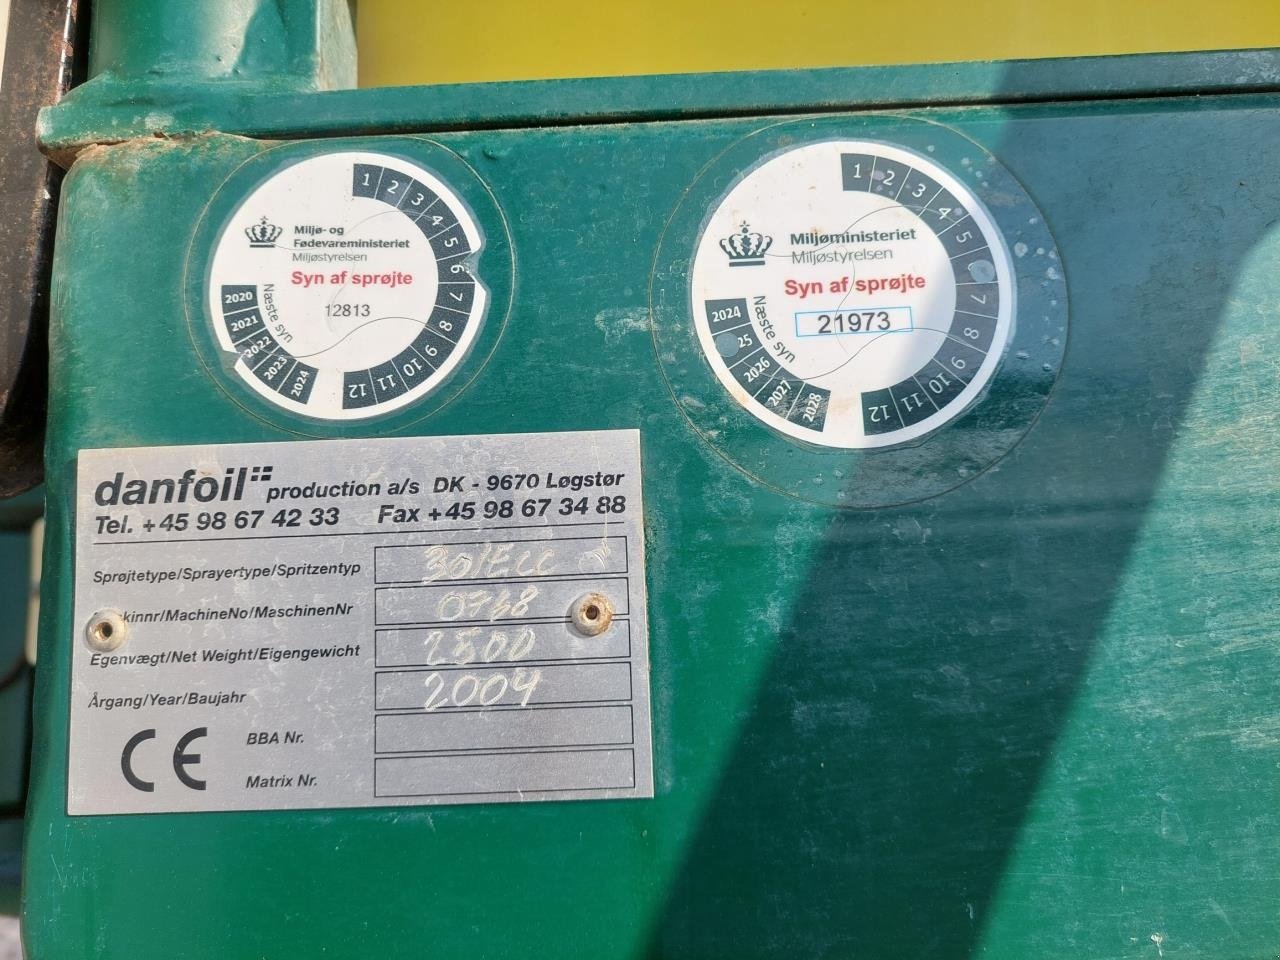 1 2 3 4 5 6 7 8 9 10 11 12
Miljø- og
Fødevareministeriet
Miljøstyrelsen
Syn af sprøjte
12813
Næste syn
2020 2021 2022 2023 2024
1 2 3 4 5 7 8 9 10 11 12
Miljøministeriet
Miljøstyrelsen
Syn af sprøjte
21973
Næste syn
2024 25 2026 2027 2028
danfoil production a/s DK - 9670 Løgstør
Tel. +45 98 67 42 33 Fax +45 98 67 34 88
Sprøjtetype/Sprayertype/Spritzentyp
kinnr/MachineNo/MaschinenNr
Egenvægt/Net Weight/Eigengewicht 2500
Årgang/Year/Baujahr 2004
CE BBA Nr.
Matrix Nr.